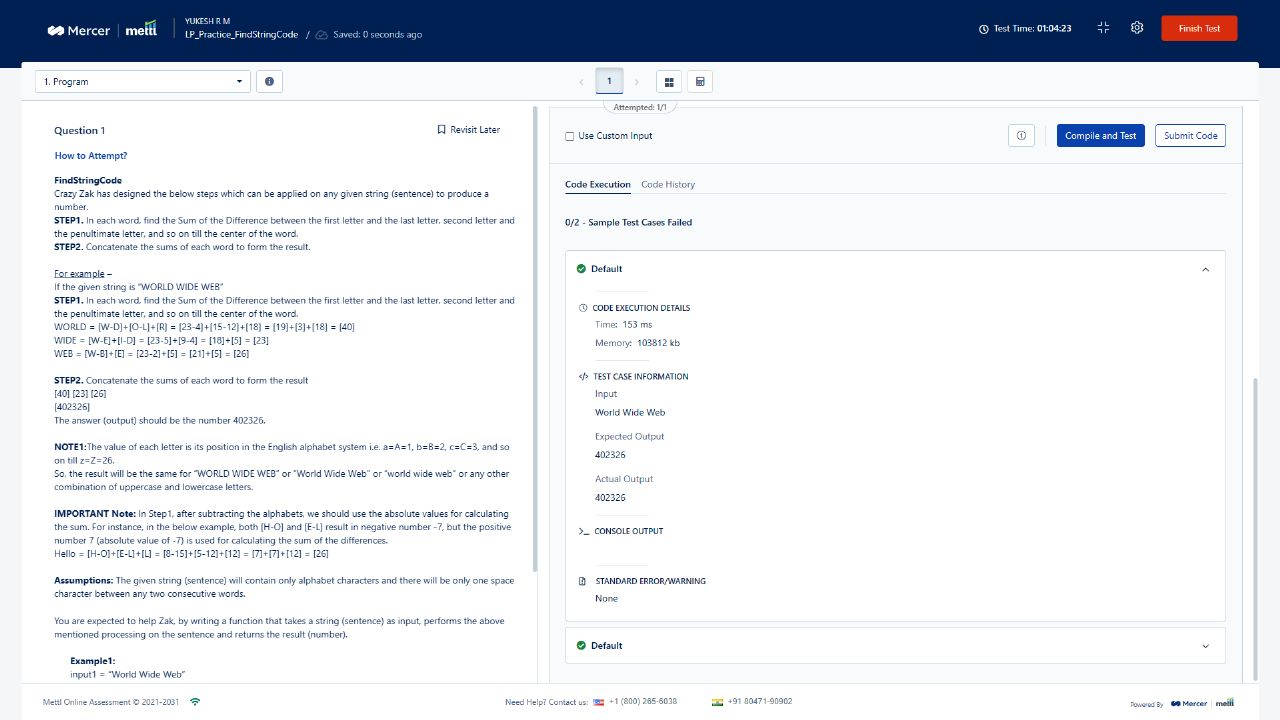 Mercer | mettl
YUKESH R M
LP_Practice_FindStringCode / Saved: 0 seconds ago
Test Time: 01:04:23
Finish Test
1. Program
1
Attempted: 1/1
Question 1
Revisit Later
How to Attempt?
FindStringCode
Crazy Zak has designed the below steps which can be applied on any given string (sentence) to produce a
number.
STEP1. In each word, find the Sum of the Difference between the first letter and the last letter, second letter and
the penultimate letter, and so on till the center of the word.
STEP2. Concatenate the sums of each word to form the result.
For example –
If the given string is “WORLD WIDE WEB”
STEP1. In each word, find the Sum of the Difference between the first letter and the last letter, second letter and
the penultimate letter, and so on till the center of the word.
WORLD = [W-D]+[O-L]+[R] = [23-4]+[15-12]+[18] = [19]+[3]+[18] = [40]
WIDE = [W-E]+[I-D] = [23-5]+[9-4] = [18]+[5] = [23]
WEB = [W-B]+[E] = [23-2]+[5] = [21]+[5] = [26]
STEP2. Concatenate the sums of each word to form the result
[40] [23] [26]
[402326]
The answer (output) should be the number 402326.
NOTE1:The value of each letter is its position in the English alphabet system i.e. a=A=1, b=B=2, c=C=3, and so
on till z=Z=26.
So, the result will be the same for “WORLD WIDE WEB” or “World Wide Web” or “world wide web” or any other
combination of uppercase and lowercase letters.
IMPORTANT Note: In Step1, after subtracting the alphabets, we should use the absolute values for calculating
the sum. For instance, in the below example, both [H-O] and [E-L] result in negative number -7, but the positive
number 7 (absolute value of -7) is used for calculating the sum of the differences.
Hello = [H-O]+[E-L]+[L] = [8-15]+[5-12]+[12] = [7]+[7]+[12] = [26]
Assumptions: The given string (sentence) will contain only alphabet characters and there will be only one space
character between any two consecutive words.
You are expected to help Zak, by writing a function that takes a string (sentence) as input, performs the above
mentioned processing on the sentence and returns the result (number).
Example1:
input1 = “World Wide Web”
Use Custom Input
Compile and Test
Submit Code
Code Execution
Code History
0/2 - Sample Test Cases Failed
Default
CODE EXECUTION DETAILS
Time: 153 ms
Memory: 103812 kb
</> TEST CASE INFORMATION
Input
World Wide Web
Expected Output
402326
Actual Output
402326
>_ CONSOLE OUTPUT
STANDARD ERROR/WARNING
None
Default
Mettl Online Assessment © 2021-2031
Need Help? Contact us: +1 (800) 265-6038
+91 80471-90902
Powered By Mercer | mettl